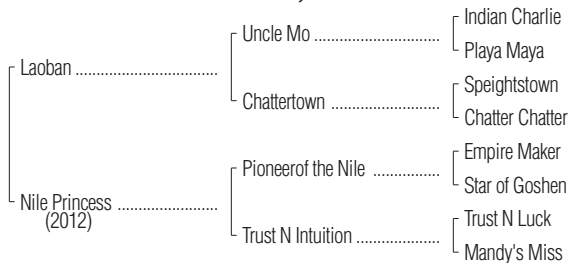 Indian Charlie
Uncle Mo ..............................
Playa Maya
Laoban ..................................
Speightstown
Chattertown ..........................
Chatter Chatter
Empire Maker
Pioneerof the Nile ................
Star of Goshen
Nile Princess ........................
(2012)
Trust N Luck
Trust N Intuition ....................
Mandy's Miss